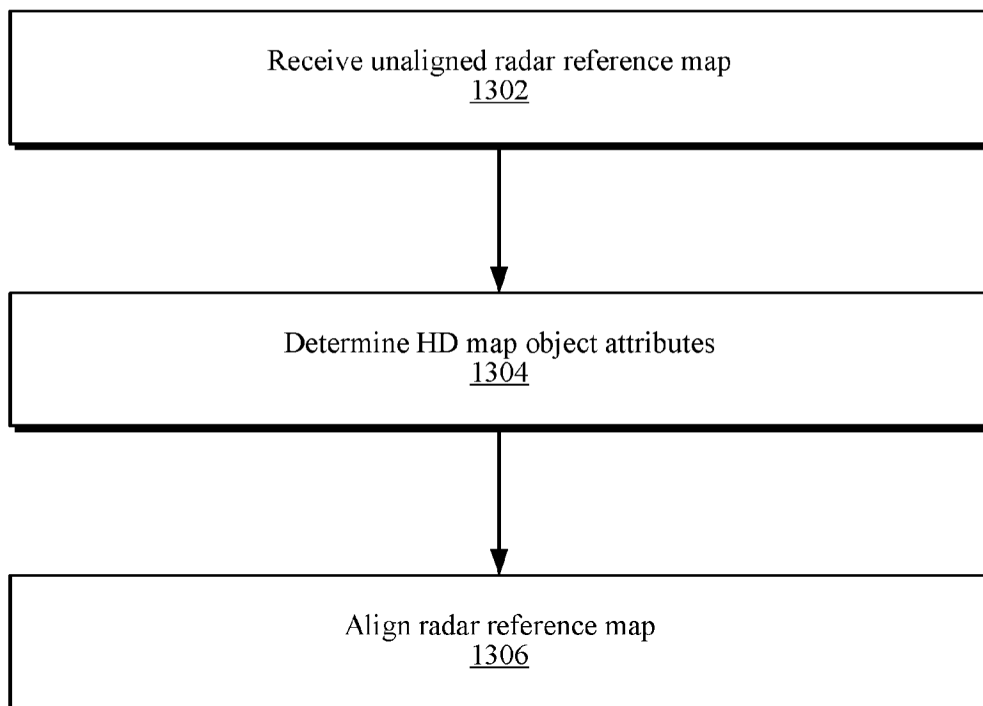 Receive unaligned radar reference map
1302
Determine HD map object attributes
1304
Align radar reference map
1306